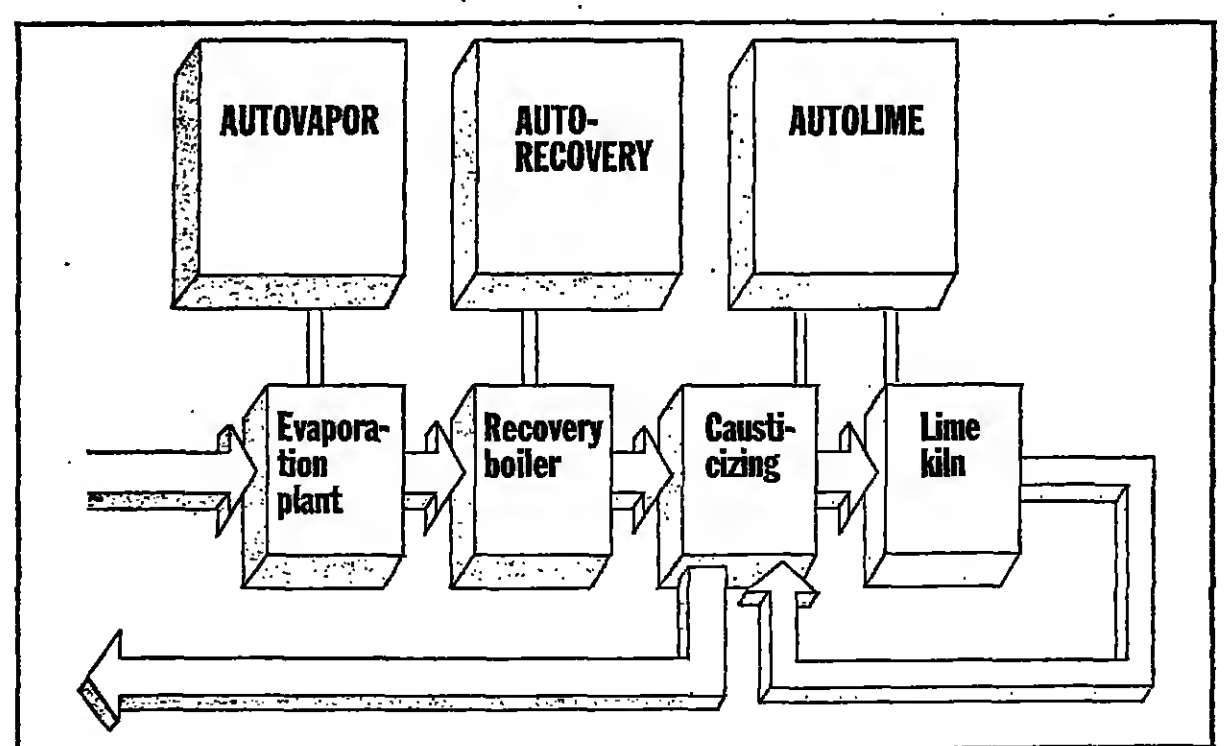 AUTOVAPOR
AUTO-
RECOVERY
AUTOLIME
Evapora-
tion
plant
Recovery
boiler
Causti-
cizing
Lime
kiln